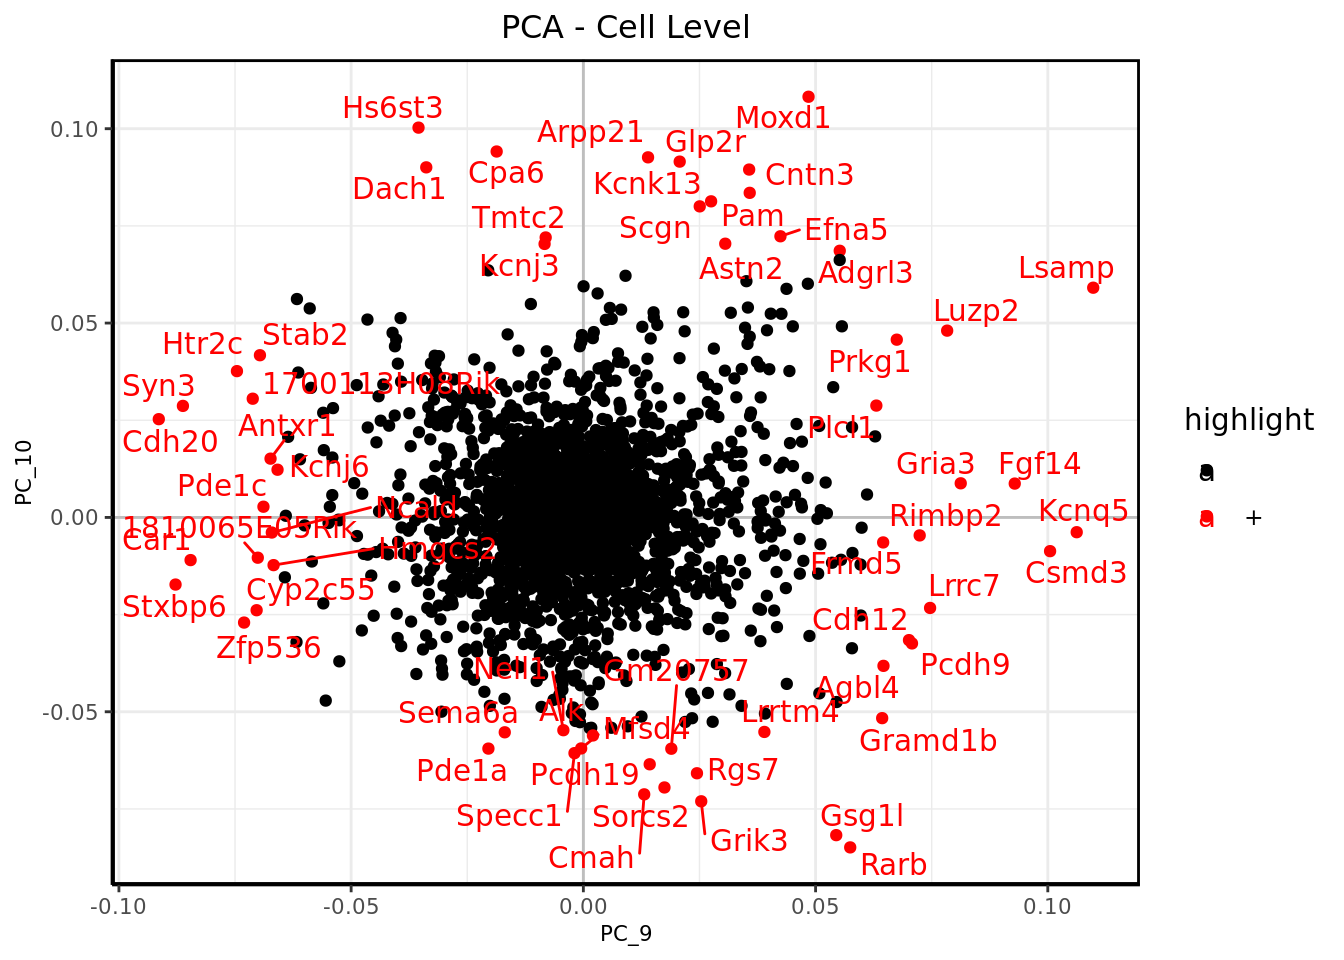 PCA - Cell Level
Hs6st3
Moxd1
Arpp21
Glp2r
0.10
Dach1
Cpa6
Kcnk13
Cntn3
Tmtc2
Scgn
Pam
Efna5
Kcnj3
Astn2
Adgrl3
Lsamp
Luzp2
0.05
Htr2c
Stab2
Prkg1
Syn3
1700113H08Rik
Cdh20
Antxr1
Plcl1
highlight
Kcnj6
Gria3
Fgf14
a
Pde1c
Ncald
Rimbp2
Kcnq5
0.00
1810065E05Rik
a +
Car1
Hmgcs2
Frmd5
Csmd3
Stxbp6
Cyp2c55
Lrrc7
Cdh12
Zfp536
Nell1
Gm20757
Pcdh9
Agbl4
-0.05
Sema6a
Alk
Mfsd4
Lrrtm4
Gramd1b
Pde1a
Pcdh19
Rgs7
Specc1
Sorcs2
Gsg1l
Cmah
Grik3
Rarb
-0.10
-0.05
0.00
0.05
0.10
PC_9
PC_10